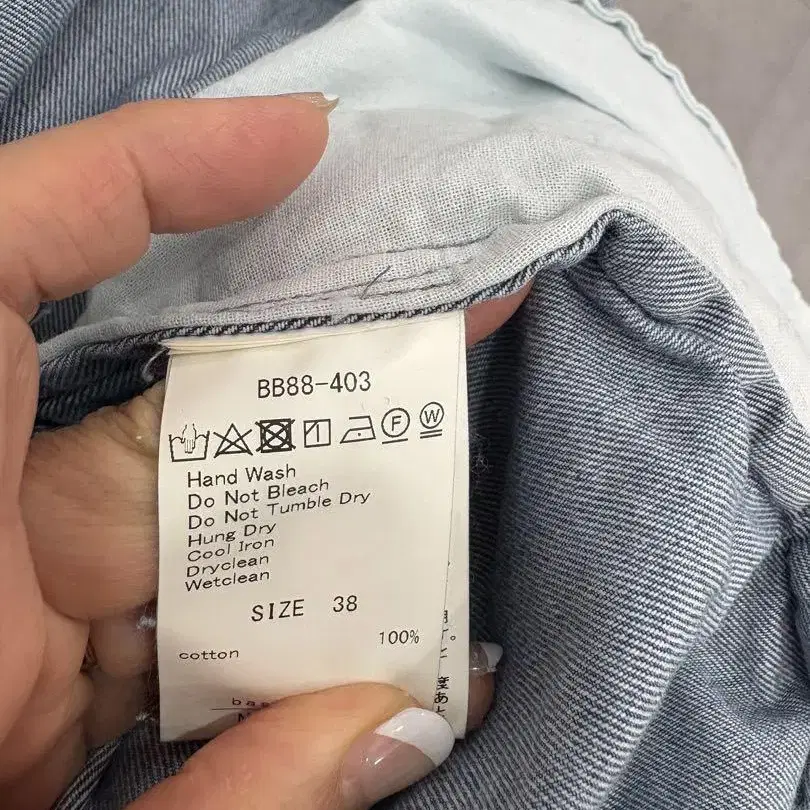 BB88-403
F W
Hand Wash
Do Not Bleach
Do Not Tumble Dry
Hung Dry
Cool Iron
Dryclean
Wetclean
SIZE 38
cotton 100%